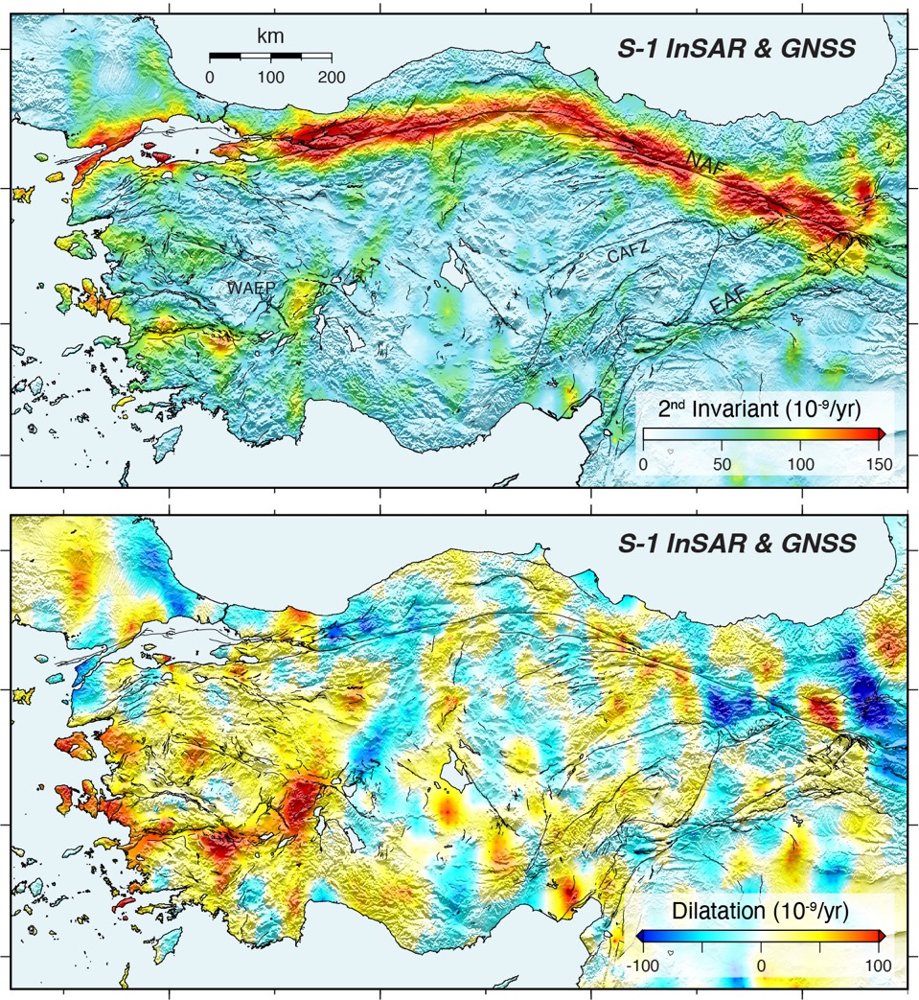 km
0 100 200
S-1 InSAR & GNSS
NAF
CAFZ
WAEP
EAF
2nd Invariant (10-9/yr)
0 50 100 150
S-1 InSAR & GNSS
Dilatation (10-9/yr)
-100 0 100